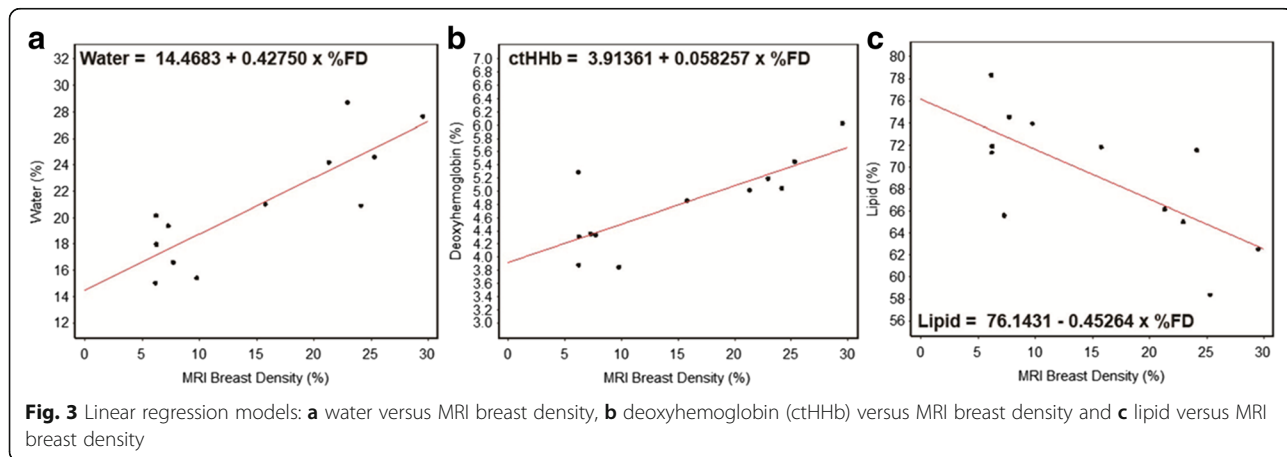 a
Water = 14.4683 + 0.42750 x %FD
32
30
28
26
24
22
20
18
16
14
12
Water (%)
0 5 10 15 20 25 30
MRI Breast Density (%)
b
ctHHb = 3.91361 + 0.058257 x %FD
7.0
6.8
6.6
6.4
6.2
6.0
5.8
5.6
5.4
5.2
5.0
4.8
4.6
4.4
4.2
4.0
3.8
3.6
3.4
3.2
3.0
Deoxyhemoglobin (%)
0 5 10 15 20 25 30
MRI Breast Density (%)
c
80
78
76
74
72
70
68
66
64
62
60
58
56
Lipid (%)
Lipid = 76.1431 - 0.45264 x %FD
0 5 10 15 20 25 30
MRI Breast Density (%)
Fig. 3 Linear regression models: a water versus MRI breast density, b deoxyhemoglobin (ctHHb) versus MRI breast density and c lipid versus MRI
breast density